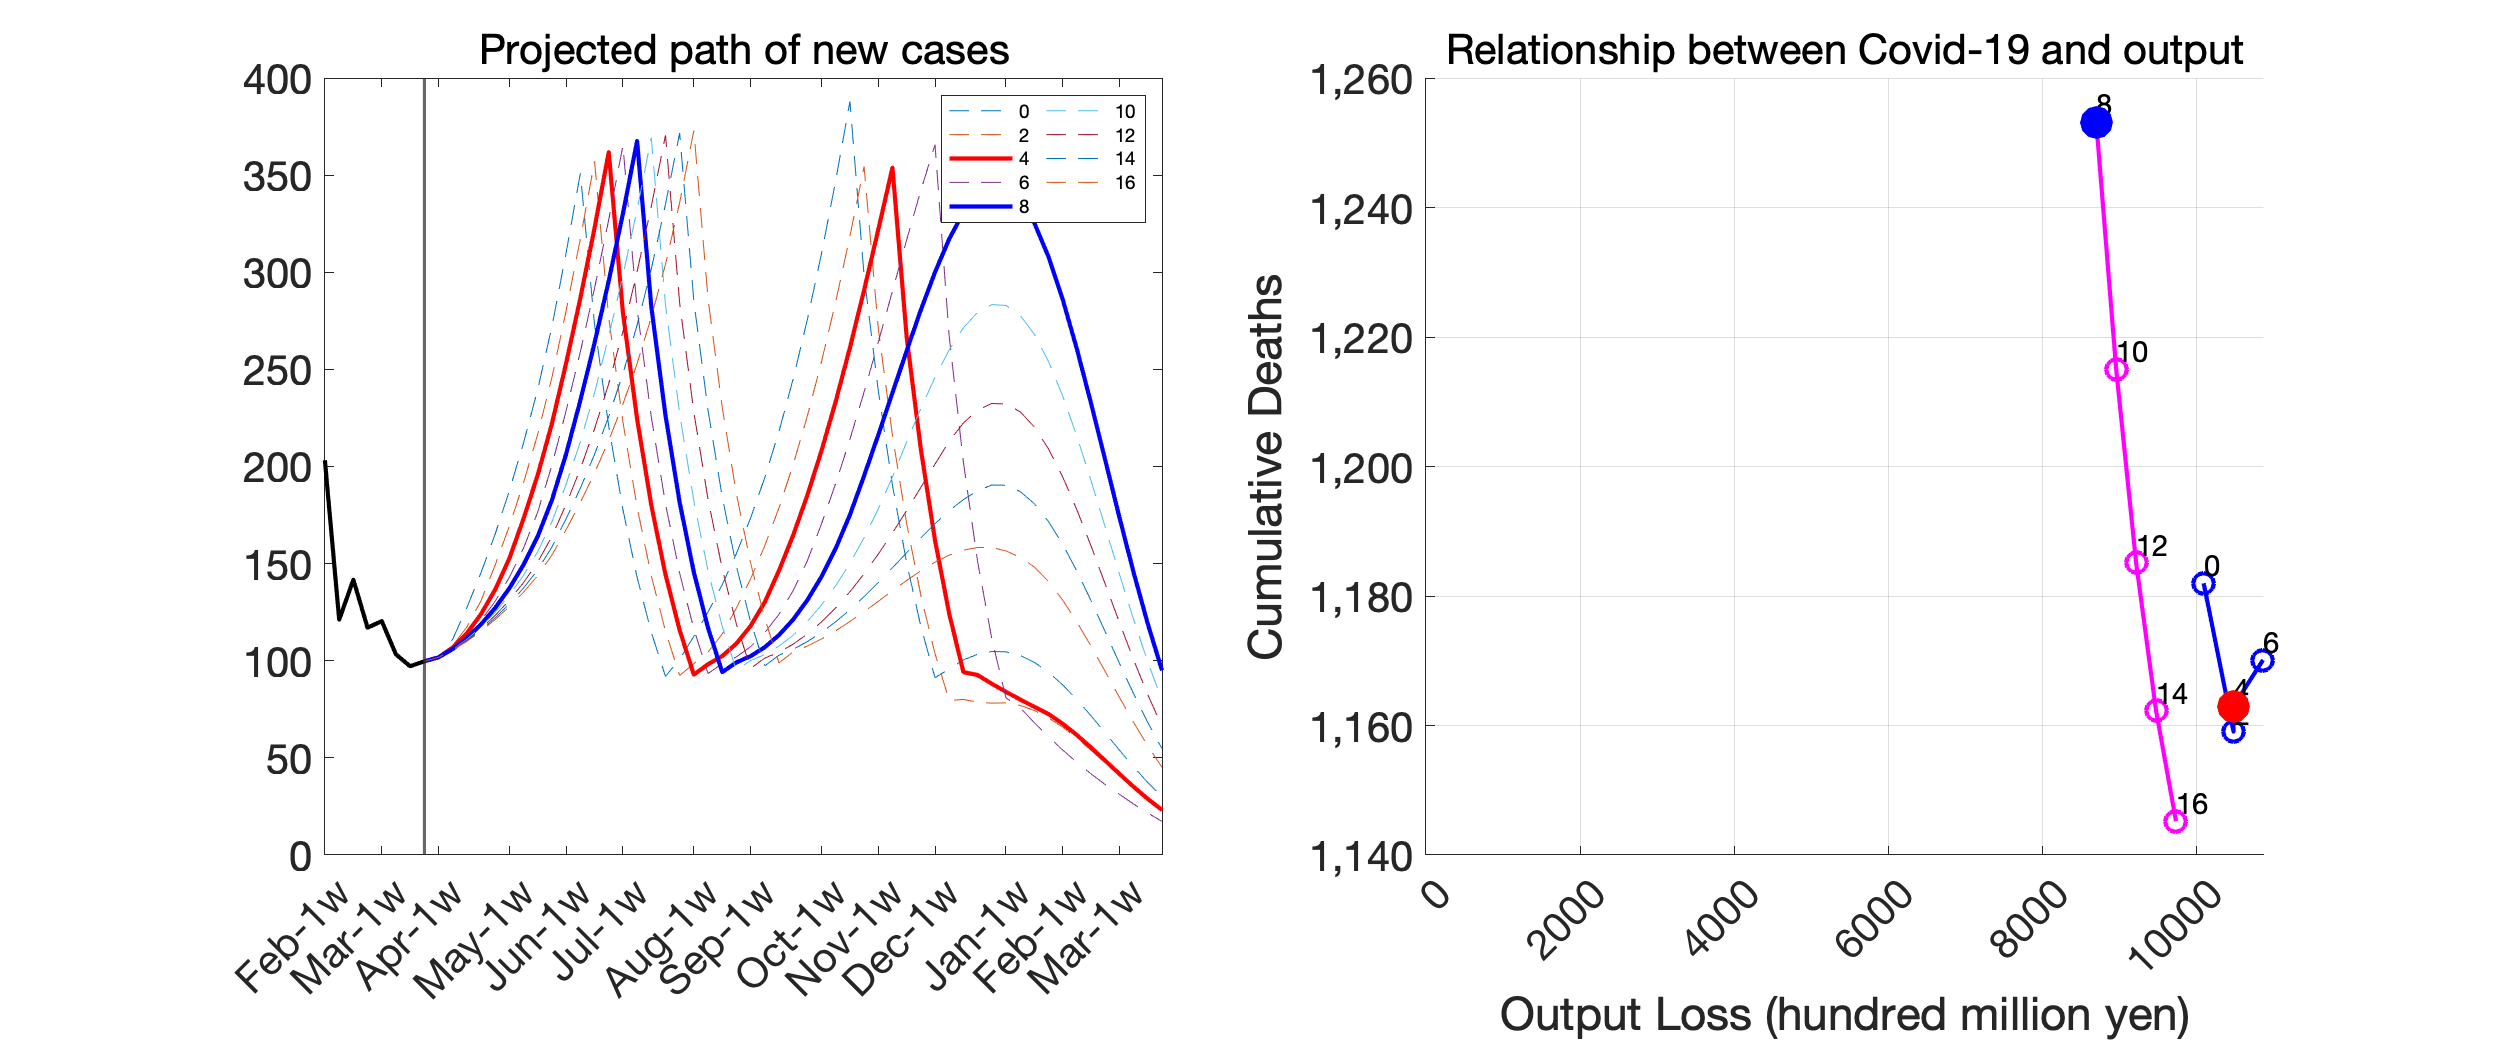 Projected path of new cases
400
350
300
250
200
150
100
50
0
0
2
4
6
8
10
12
14
16
Feb-1w
Mar-1w
Apr-1w
May-1w
Jun-1w
Jul-1w
Aug-1w
Sep-1w
Oct-1w
Nov-1w
Dec-1w
Jan-1w
Feb-1w
Mar-1w
Relationship between Covid-19 and output
Cumulative Deaths
1,260
1,240
1,220
1,200
1,180
1,160
1,140
8
10
12
0
6
4
14
16
0
2000
4000
6000
8000
10000
Output Loss (hundred million yen)